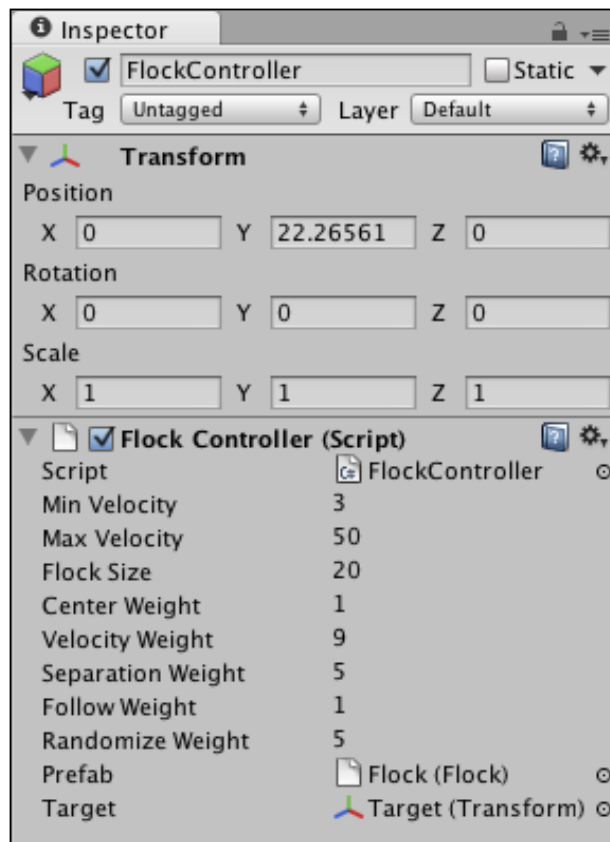 Inspector
FlockController Static
Tag Untagged Layer Default
Transform
Position
X 0 Y 22.26561 Z 0
Rotation
X 0 Y 0 Z 0
Scale
X 1 Y 1 Z 1
Flock Controller (Script)
Script C# FlockController
Min Velocity 3
Max Velocity 50
Flock Size 20
Center Weight 1
Velocity Weight 9
Separation Weight 5
Follow Weight 1
Randomize Weight 5
Prefab Flock (Flock)
Target Target (Transform)